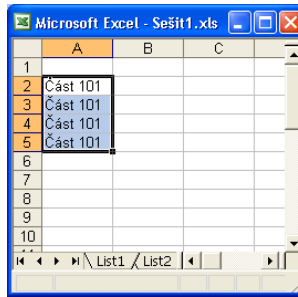 Microsoft Excel - Sešit1.xls
A B C
1
2 Část 101
3 Část 101
4 Část 101
5 Část 101
6
7
8
9
10
List1 List2